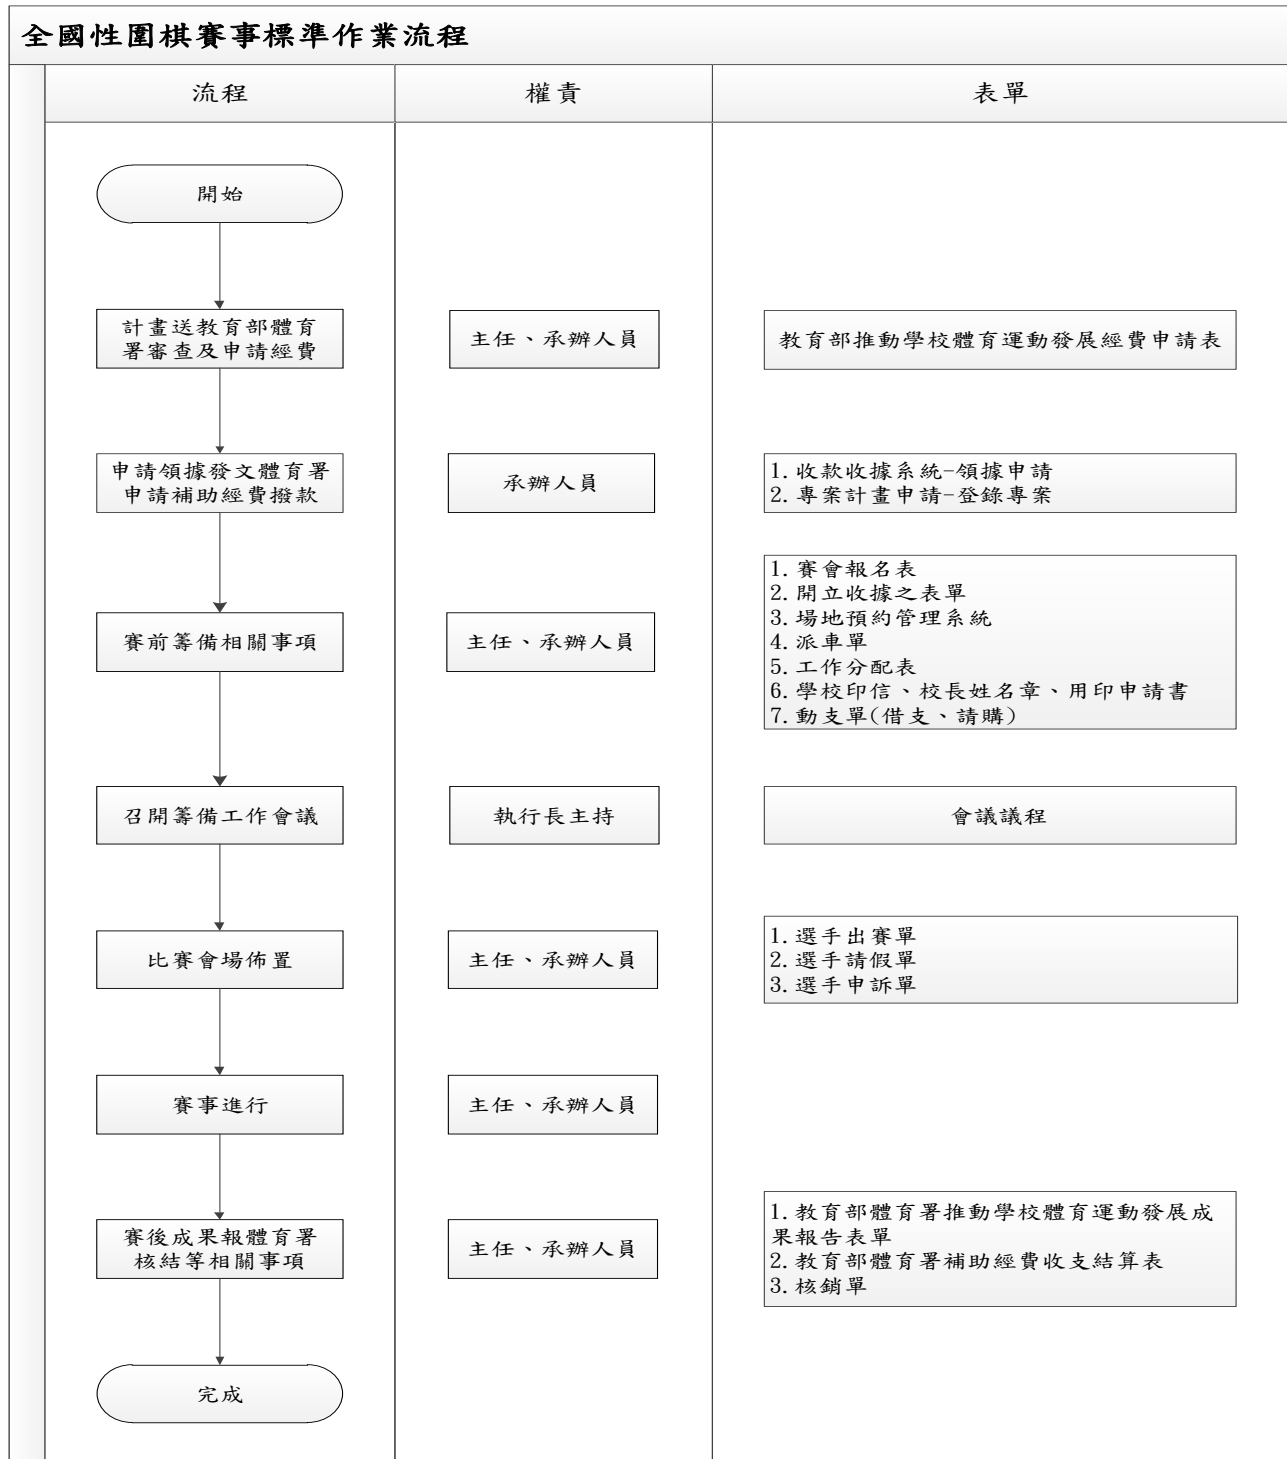 全國性圍棋賽事標準作業流程
流程
權責
表單
開始
計畫送教育部體育
署審查及申請經費
主任、承辦人員
教育部推動學校體育運動發展經費申請表
申請領據發文體育署
申請補助經費撥款
承辦人員
1.收款收據系統-領據申請
2.專案計畫申請-登錄專案
賽前籌備相關事項
主任、承辦人員
1.賽會報名表
2.開立收據之表單
3.場地預約管理系統
4.派車單
5.工作分配表
6.學校印信、校長姓名章、用印申請書
7.動支單(借支、請購)
召開籌備工作會議
執行長主持
會議議程
比賽會場佈置
主任、承辦人員
1.選手出賽單
2.選手請假單
3.選手申訴單
賽事進行
主任、承辦人員
賽後成果報體育署
核結等相關事項
主任、承辦人員
1.教育部體育署推動學校體育運動發展成
果報告表單
2.教育部體育署補助經費收支結算表
3.核銷單
完成